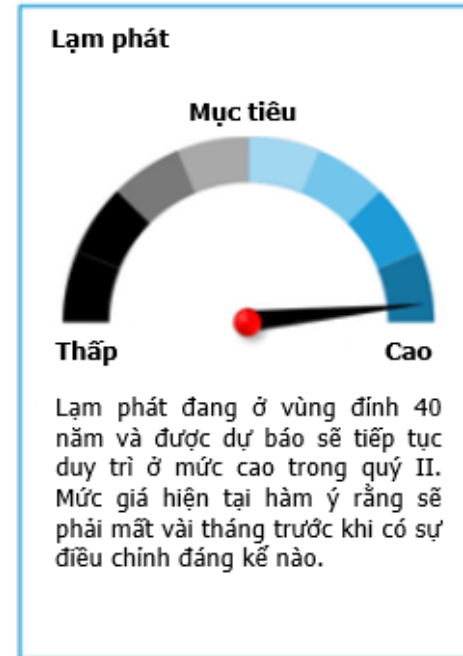 Lạm phát
Mục tiêu
Thấp
Cao
Lạm phát đang ở vùng đỉnh 40
năm và được dự báo sẽ tiếp tục
duy trì ở mức cao trong quý II.
Mức giá hiện tại hàm ý rằng sẽ
phải mất vài tháng trước khi có sự
điều chỉnh đáng kể nào.